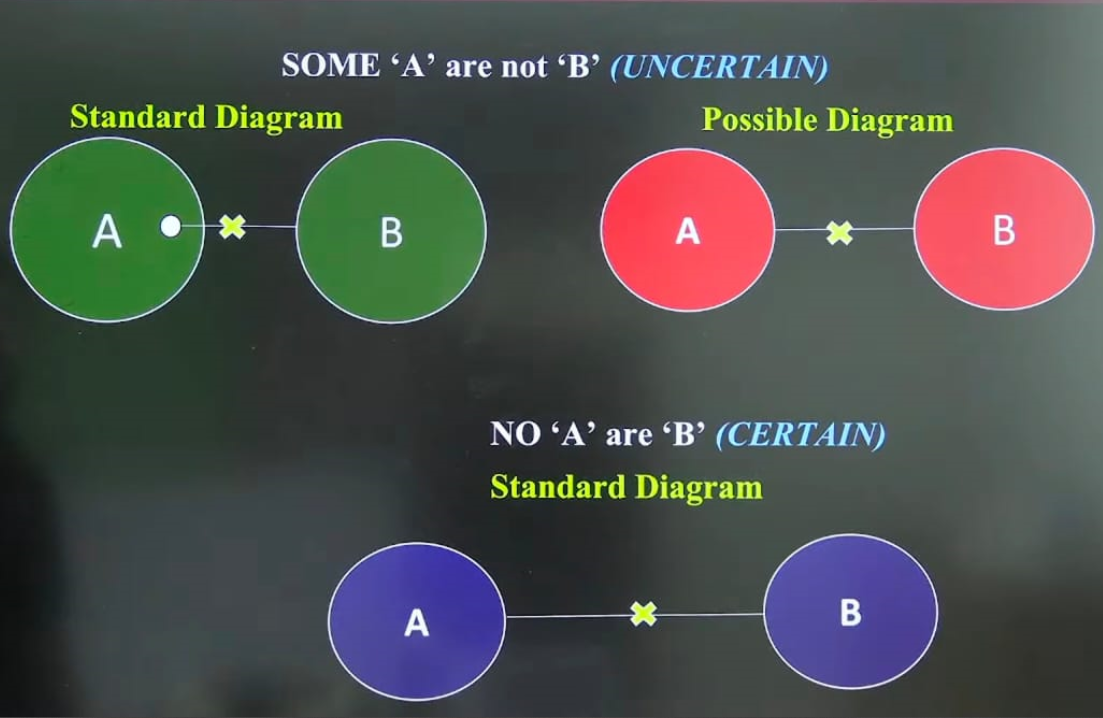 SOME ‘A’ are not ‘B’ (UNCERTAIN)
Standard Diagram
Possible Diagram
A
B
A
B
NO ‘A’ are ‘B’ (CERTAIN)
Standard Diagram
A
B